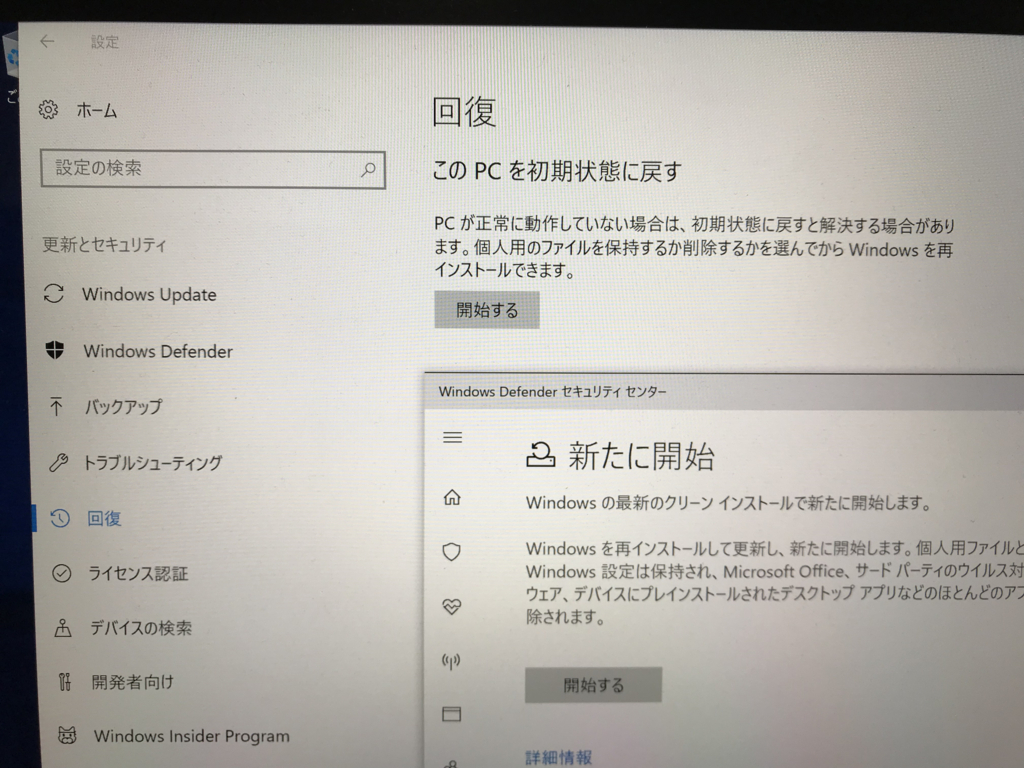 設定
ホーム
設定の検索
更新とセキュリティ
Windows Update
Windows Defender
バックアップ
トラブルシューティング
回復
ライセンス認証
デバイスの検索
開発者向け
Windows Insider Program
回復
この PC を初期状態に戻す
PC が正常に動作していない場合は、初期状態に戻すと解決する場合があり
ます。個人用のファイルを保持するか削除するかを選んでから Windows を再
インストールできます。
開始する
Windows Defender セキュリティ センター
新たに開始
Windows の最新のクリーン インストールで新たに開始します。
Windows を再インストールして更新し、新たに開始します。個人用ファイルと
Windows 設定は保持され、Microsoft Office、サード パーティのウイルス対
ウェア、デバイスにプレインストールされたデスクトップ アプリなどのほとんどのアプ
除されます。
開始する
詳細情報